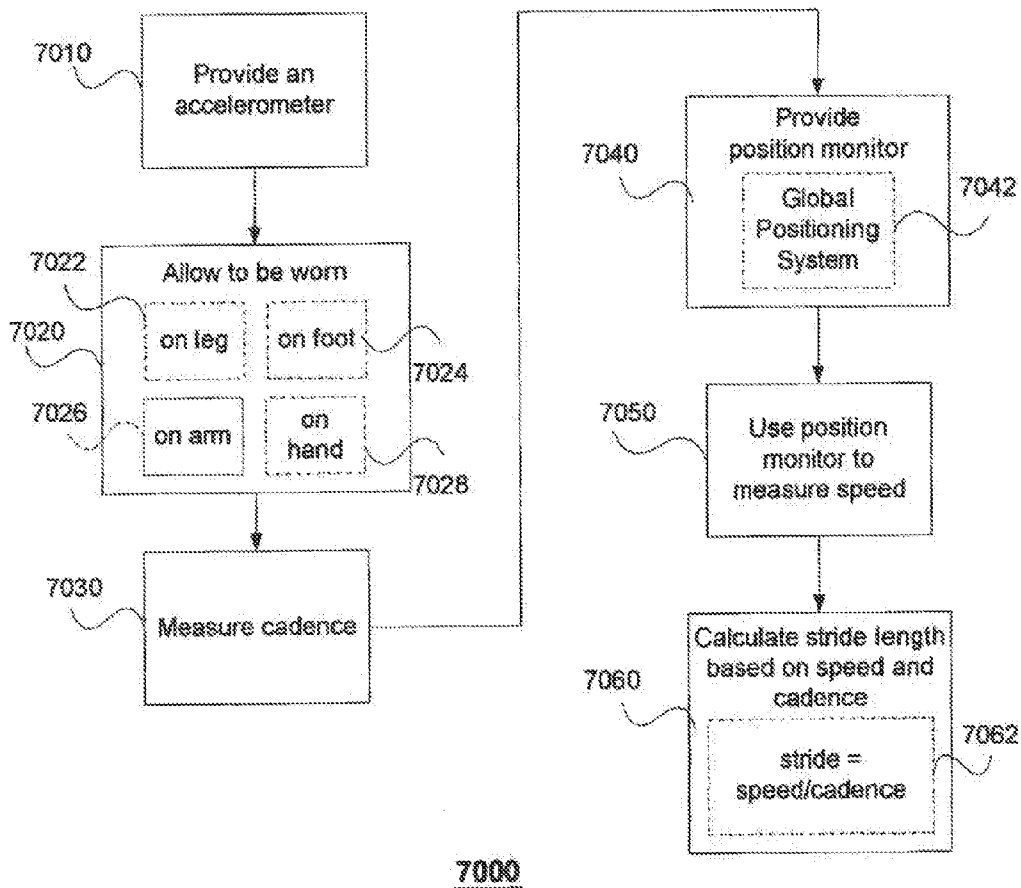 7010
Provide an
accelerometer
7020
Allow to be worn
7022
on leg
on foot
7024
7026
on arm
on
hand
7028
7030
Measure cadence
7040
Provide
position monitor
Global
Positioning
System
7042
7050
Use position
monitor to
measure speed
7060
Calculate stride length
based on speed and
cadence
stride =
speed/cadence
7062
7000